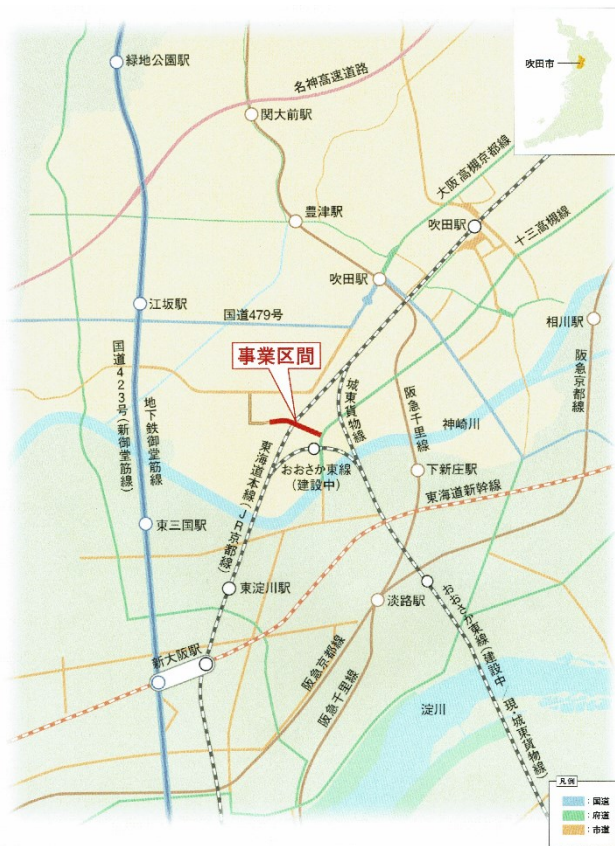 緑地公園駅
名神高速道路
関大前駅
吹田市
大阪高槻京都線
豊津駅
吹田駅
十三高槻線
吹田駅
江坂駅
国道479号
相川駅
事業区間
国道423号(新御堂筋線)
地下鉄御堂筋線
城東貨物線
阪急千里線
阪急京都線
神崎川
おおさか東線
(建設中)
下新庄駅
東海道本線(JR京都線)
東海道新幹線
東三国駅
東淀川駅
淡路駅
新大阪駅
阪急京都線
阪急千里線
おおさか東線(建設中/現・城東貨物線)
淀川
凡例
:国道
:府道
:市道